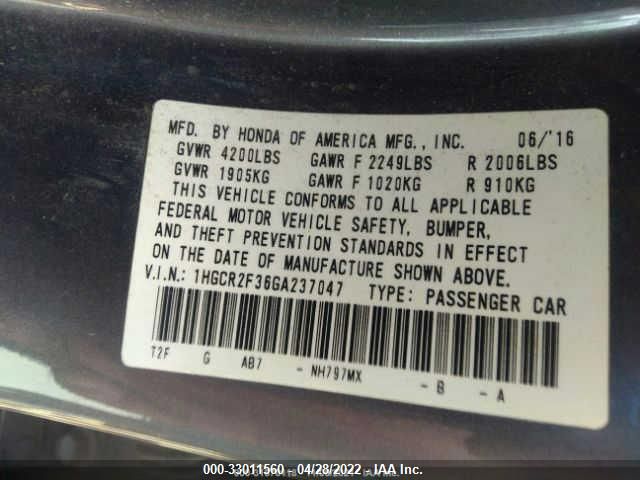 MFD. BY HONDA OF AMERICA MFG., INC. 06/'16
GVWR 4200LBS GAWR F 2249LBS R 2006LBS
GVWR 1905KG GAWR F 1020KG R 910KG
THIS VEHICLE CONFORMS TO ALL APPLICABLE
FEDERAL MOTOR VEHICLE SAFETY, BUMPER,
AND THEFT PREVENTION STANDARDS IN EFFECT
ON THE DATE OF MANUFACTURE SHOWN ABOVE.
V.I.N.: 1HGCR2F36GA237047 TYPE: PASSENGER CAR
T2F G AB7 - NH797MX - B - A
000-33011560 - 04/28/2022 - IAA Inc.